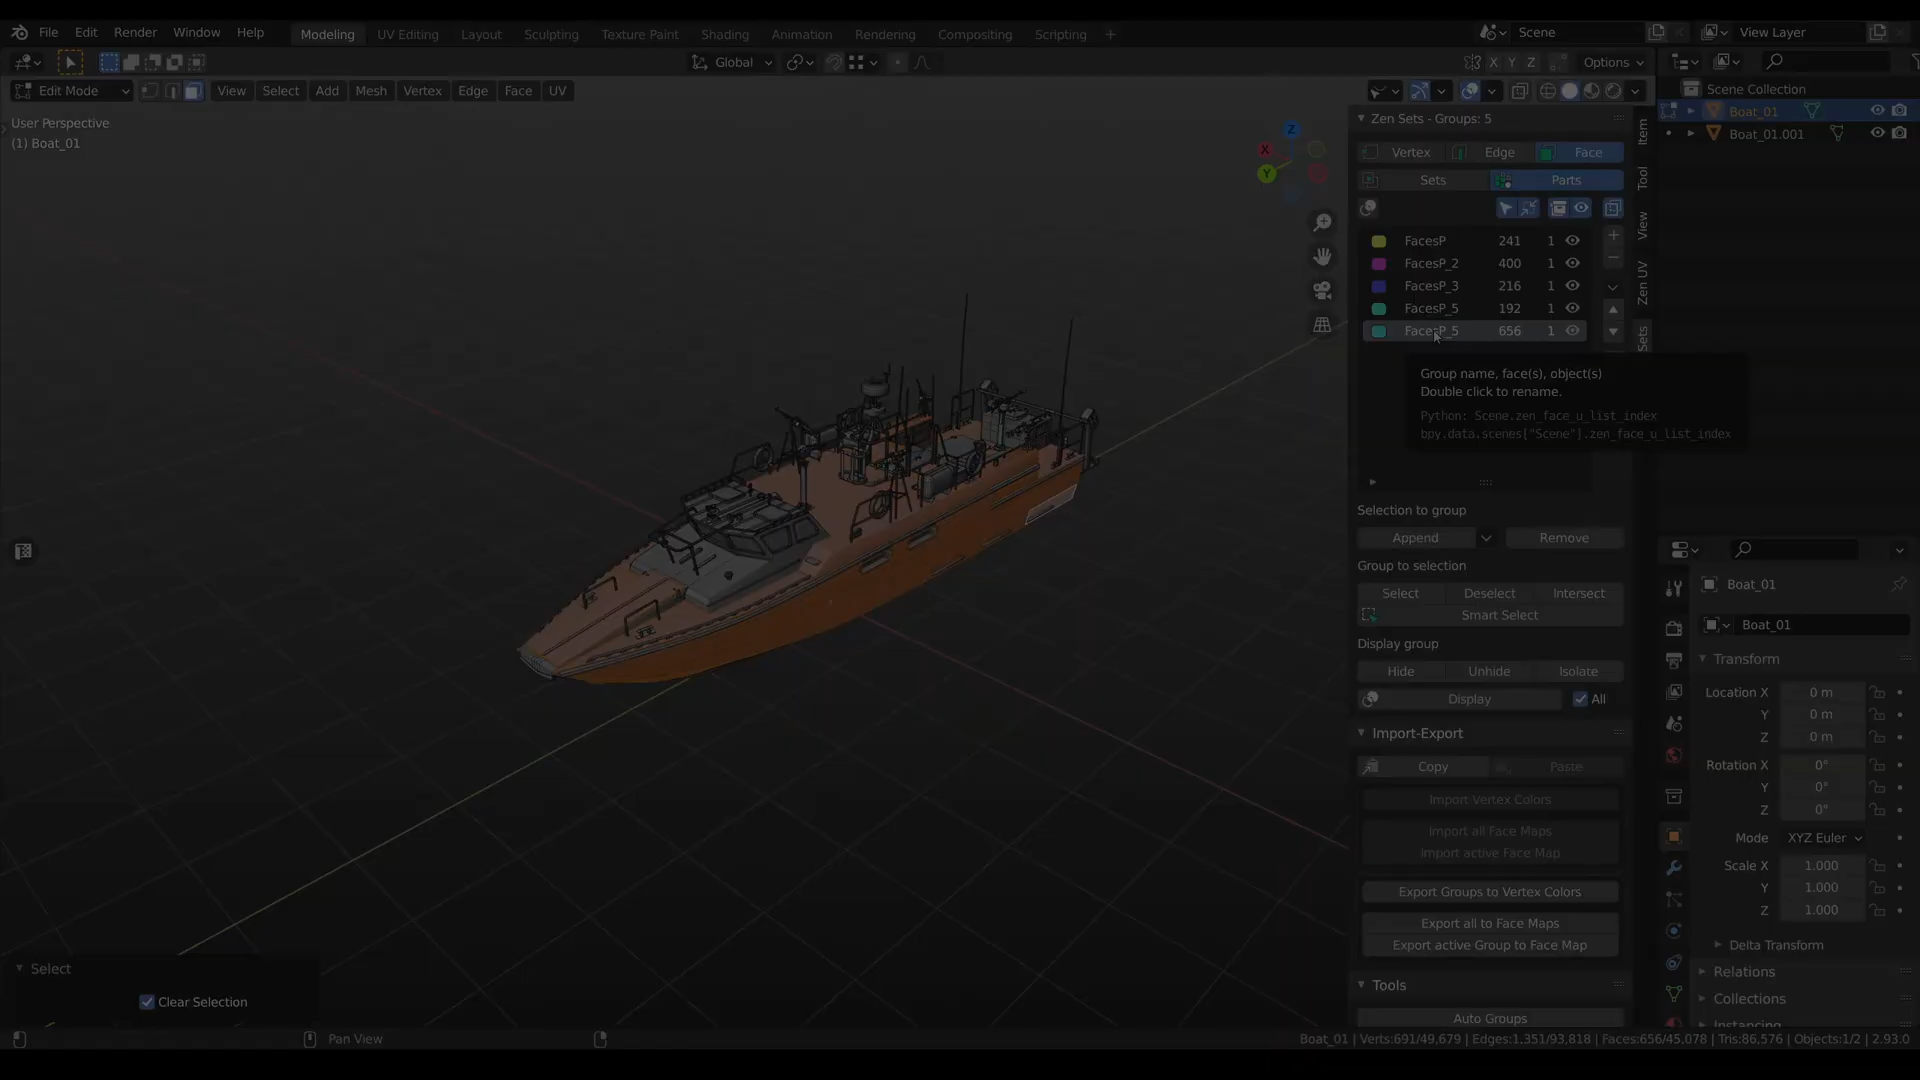 File Edit Render Window Help Modeling UV Editing Layout Sculpting Texture Paint Shading Animation Rendering Compositing Scripting + Scene View Layer
Global X Y Z Options
Edit Mode View Select Add Mesh Vertex Edge Face UV
User Perspective
(1) Boat_01
Z
X
Y
Zen Sets - Groups: 5
Vertex Edge Face
Sets Parts
FacesP 241 1
FacesP_2 400 1
FacesP_3 216 1
FacesP_5 192 1
FacesP_5 656 1
Group name, face(s), object(s)
Double click to rename.
Python: Scene.zen_face_u_list_index
bpy.data.scenes["Scene"].zen_face_u_list_index
Selection to group
Append Remove
Group to selection
Select Deselect Intersect
Smart Select
Display group
Hide Unhide Isolate
Display All
Import-Export
Copy Paste
Import Vertex Colors
Import all Face Maps
Import active Face Map
Export Groups to Vertex Colors
Export all to Face Maps
Export active Group to Face Map
Tools
Auto Groups
Item
Tool
View
Zen UV
Sets
Scene Collection
Boat_01
Boat_01.001
Boat_01
Boat_01
Transform
Location X 0 m
Y 0 m
Z 0 m
Rotation X 0°
Y 0°
Z 0°
Mode XYZ Euler
Scale X 1.000
Y 1.000
Z 1.000
Delta Transform
Relations
Collections
Instancing
Select
Clear Selection
Pan View
Boat_01 | Verts:691/49,679 | Edges:1,351/93,818 | Faces:656/45,078 | Tris:86,576 | Objects:1/2 | 2.93.0